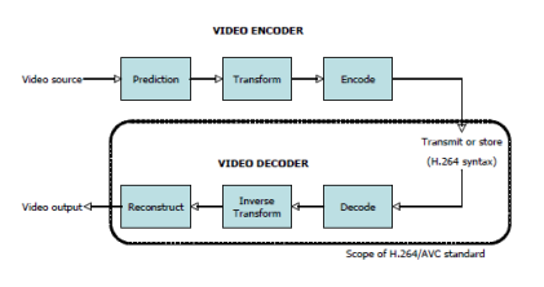 VIDEO ENCODER
Video source
Prediction
Transform
Encode
Transmit or store
(H.264 syntax)
VIDEO DECODER
Video output
Reconstruct
Inverse
Transform
Decode
Scope of H.264/AVC standard